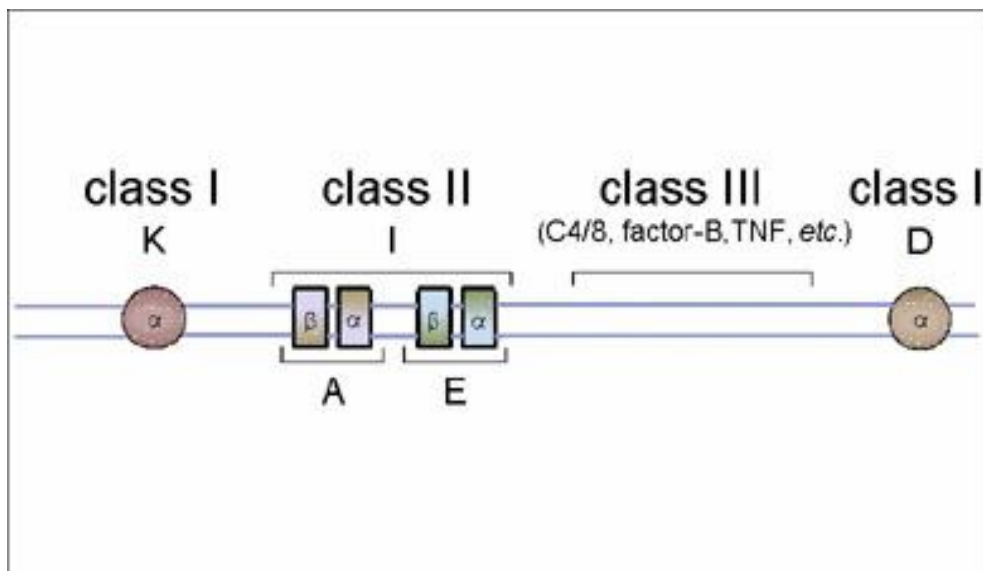 class I class II class III class I
K I (C4/8, factor-B, TNF, etc.) D
α β α β α α
A E